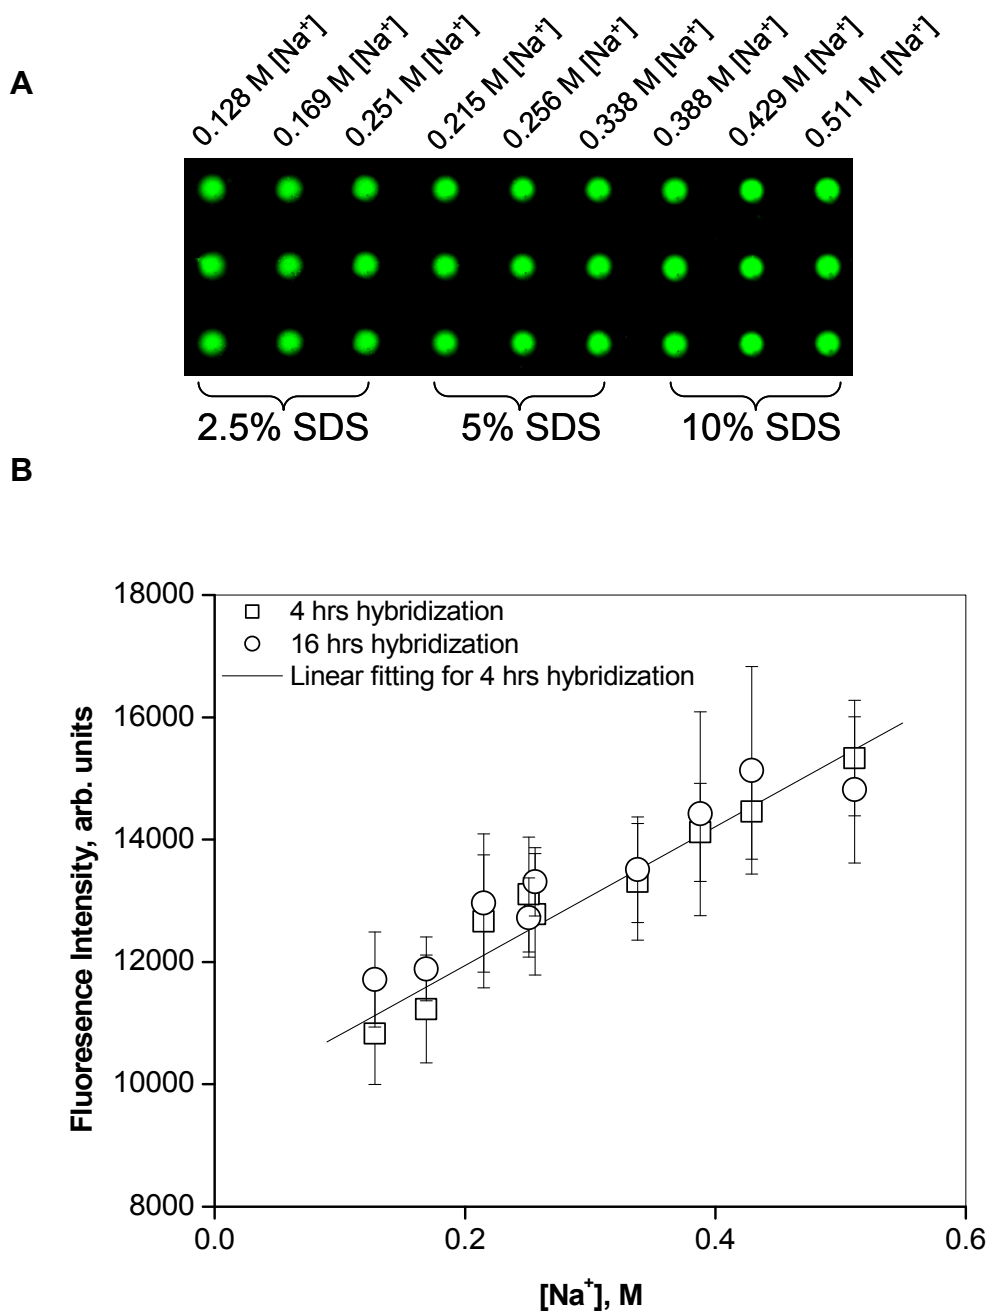 A
0.128 M [Na⁺]
0.169 M [Na⁺]
0.251 M [Na⁺]
0.215 M [Na⁺]
0.256 M [Na⁺]
0.338 M [Na⁺]
0.388 M [Na⁺]
0.429 M [Na⁺]
0.511 M [Na⁺]
2.5% SDS
5% SDS
10% SDS
B
18000
16000
14000
12000
10000
8000
4 hrs hybridization
16 hrs hybridization
Linear fitting for 4 hrs hybridization
Fluoresence Intensity, arb. units
0.0
0.2
0.4
0.6
[Na⁺], M